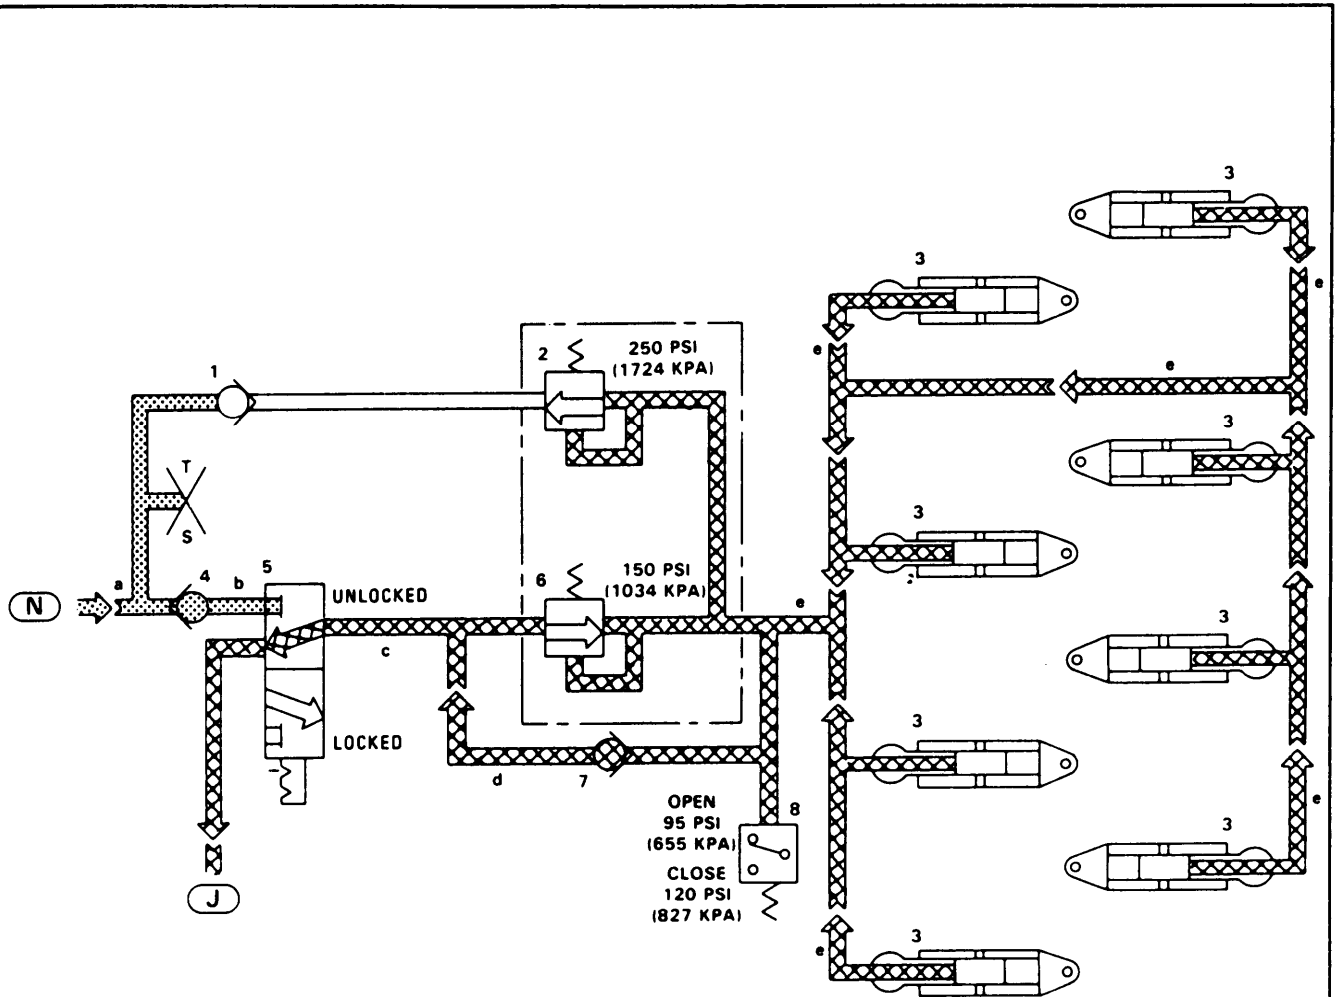 3
3
e
e
e
2
250 PSI
(1724 KPA)
1
3
T
S
3
6
150 PSI
(1034 KPA)
5
a
4
b
UNLOCKED
e
N
c
3
LOCKED
3
d
7
OPEN
95 PSI
(655 KPA)
8
CLOSE
120 PSI
(827 KPA)
e
3
J
3
e